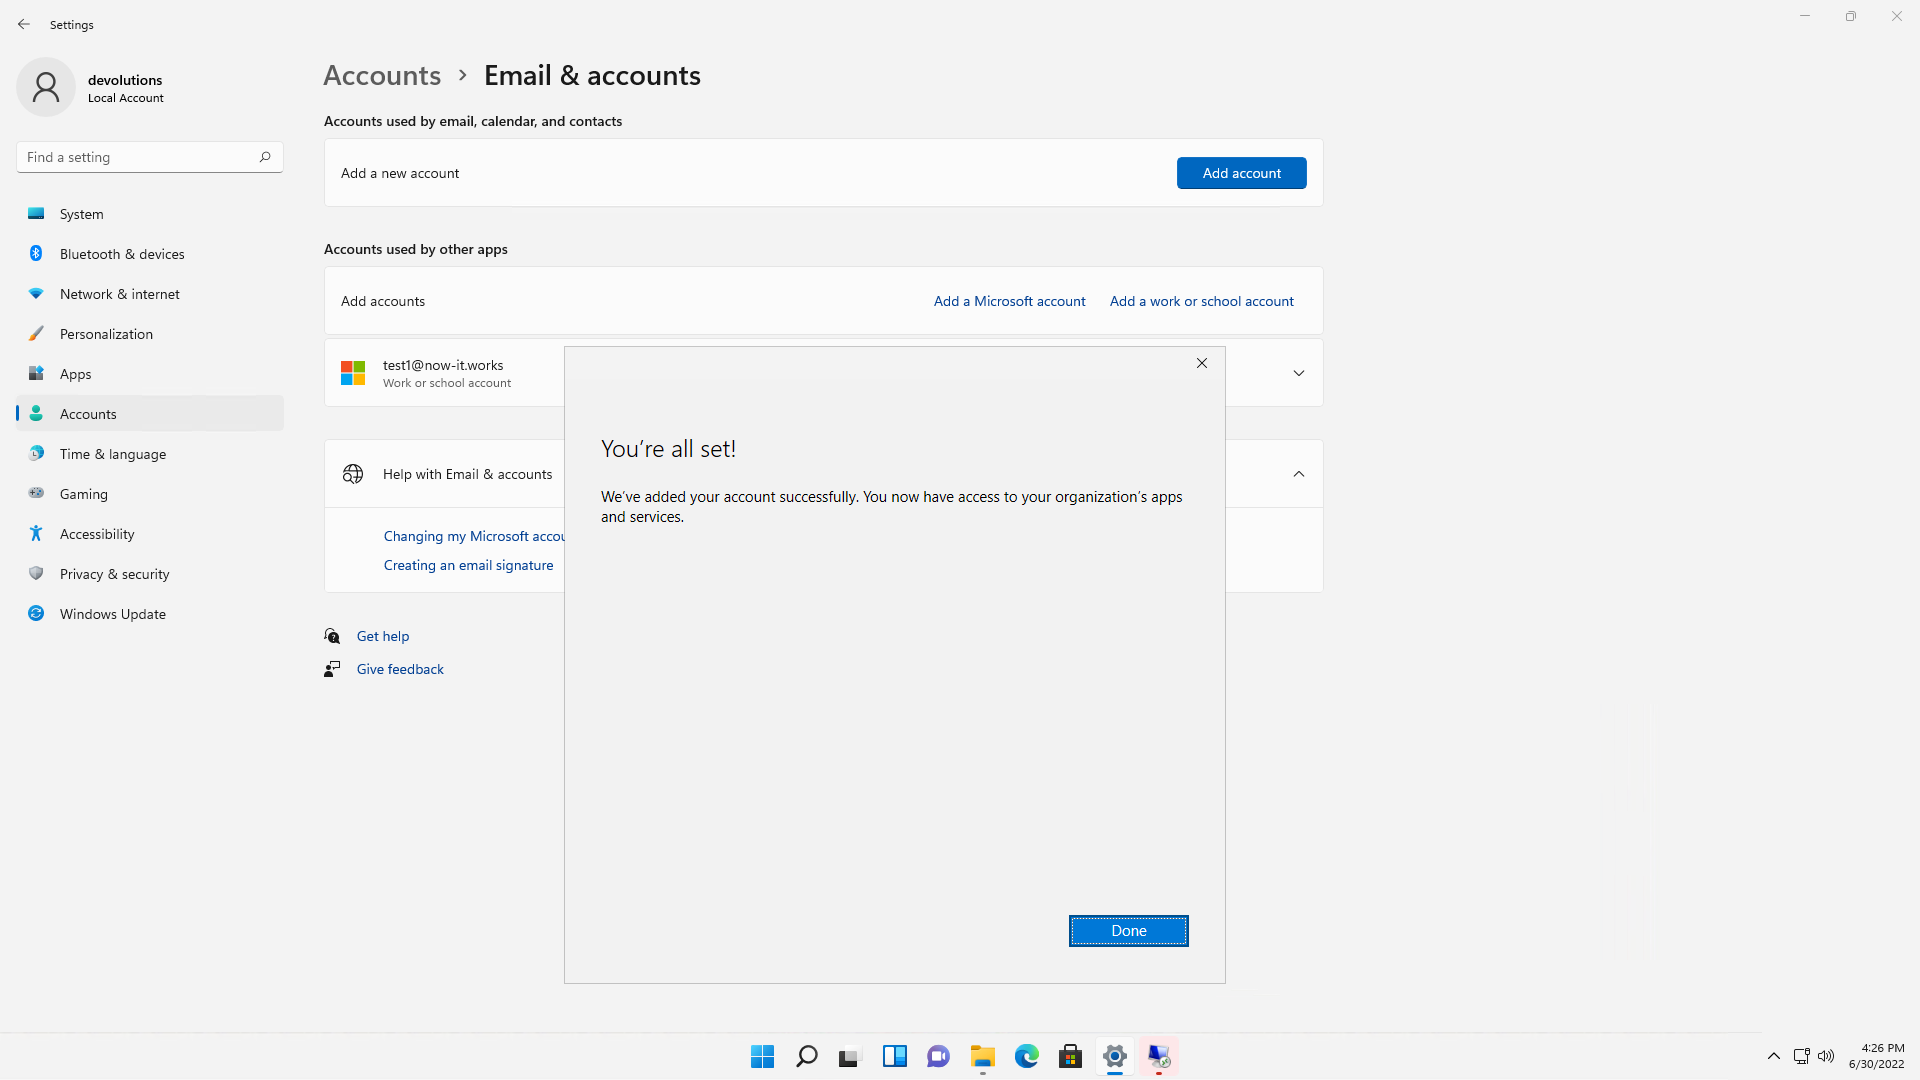 Settings
devolutions
Local Account
Find a setting
System
Bluetooth & devices
Network & internet
Personalization
Apps
Accounts
Time & language
Gaming
Accessibility
Privacy & security
Windows Update
Accounts > Email & accounts
Accounts used by email, calendar, and contacts
Add a new account
Add account
Accounts used by other apps
Add accounts
Add a Microsoft account
Add a work or school account
test1@now-it.works
Work or school account
Help with Email & accounts
Changing my Microsoft accou
Creating an email signature
Get help
Give feedback
You're all set!
We've added your account successfully. You now have access to your organization's apps
and services.
Done
4:26 PM
6/30/2022